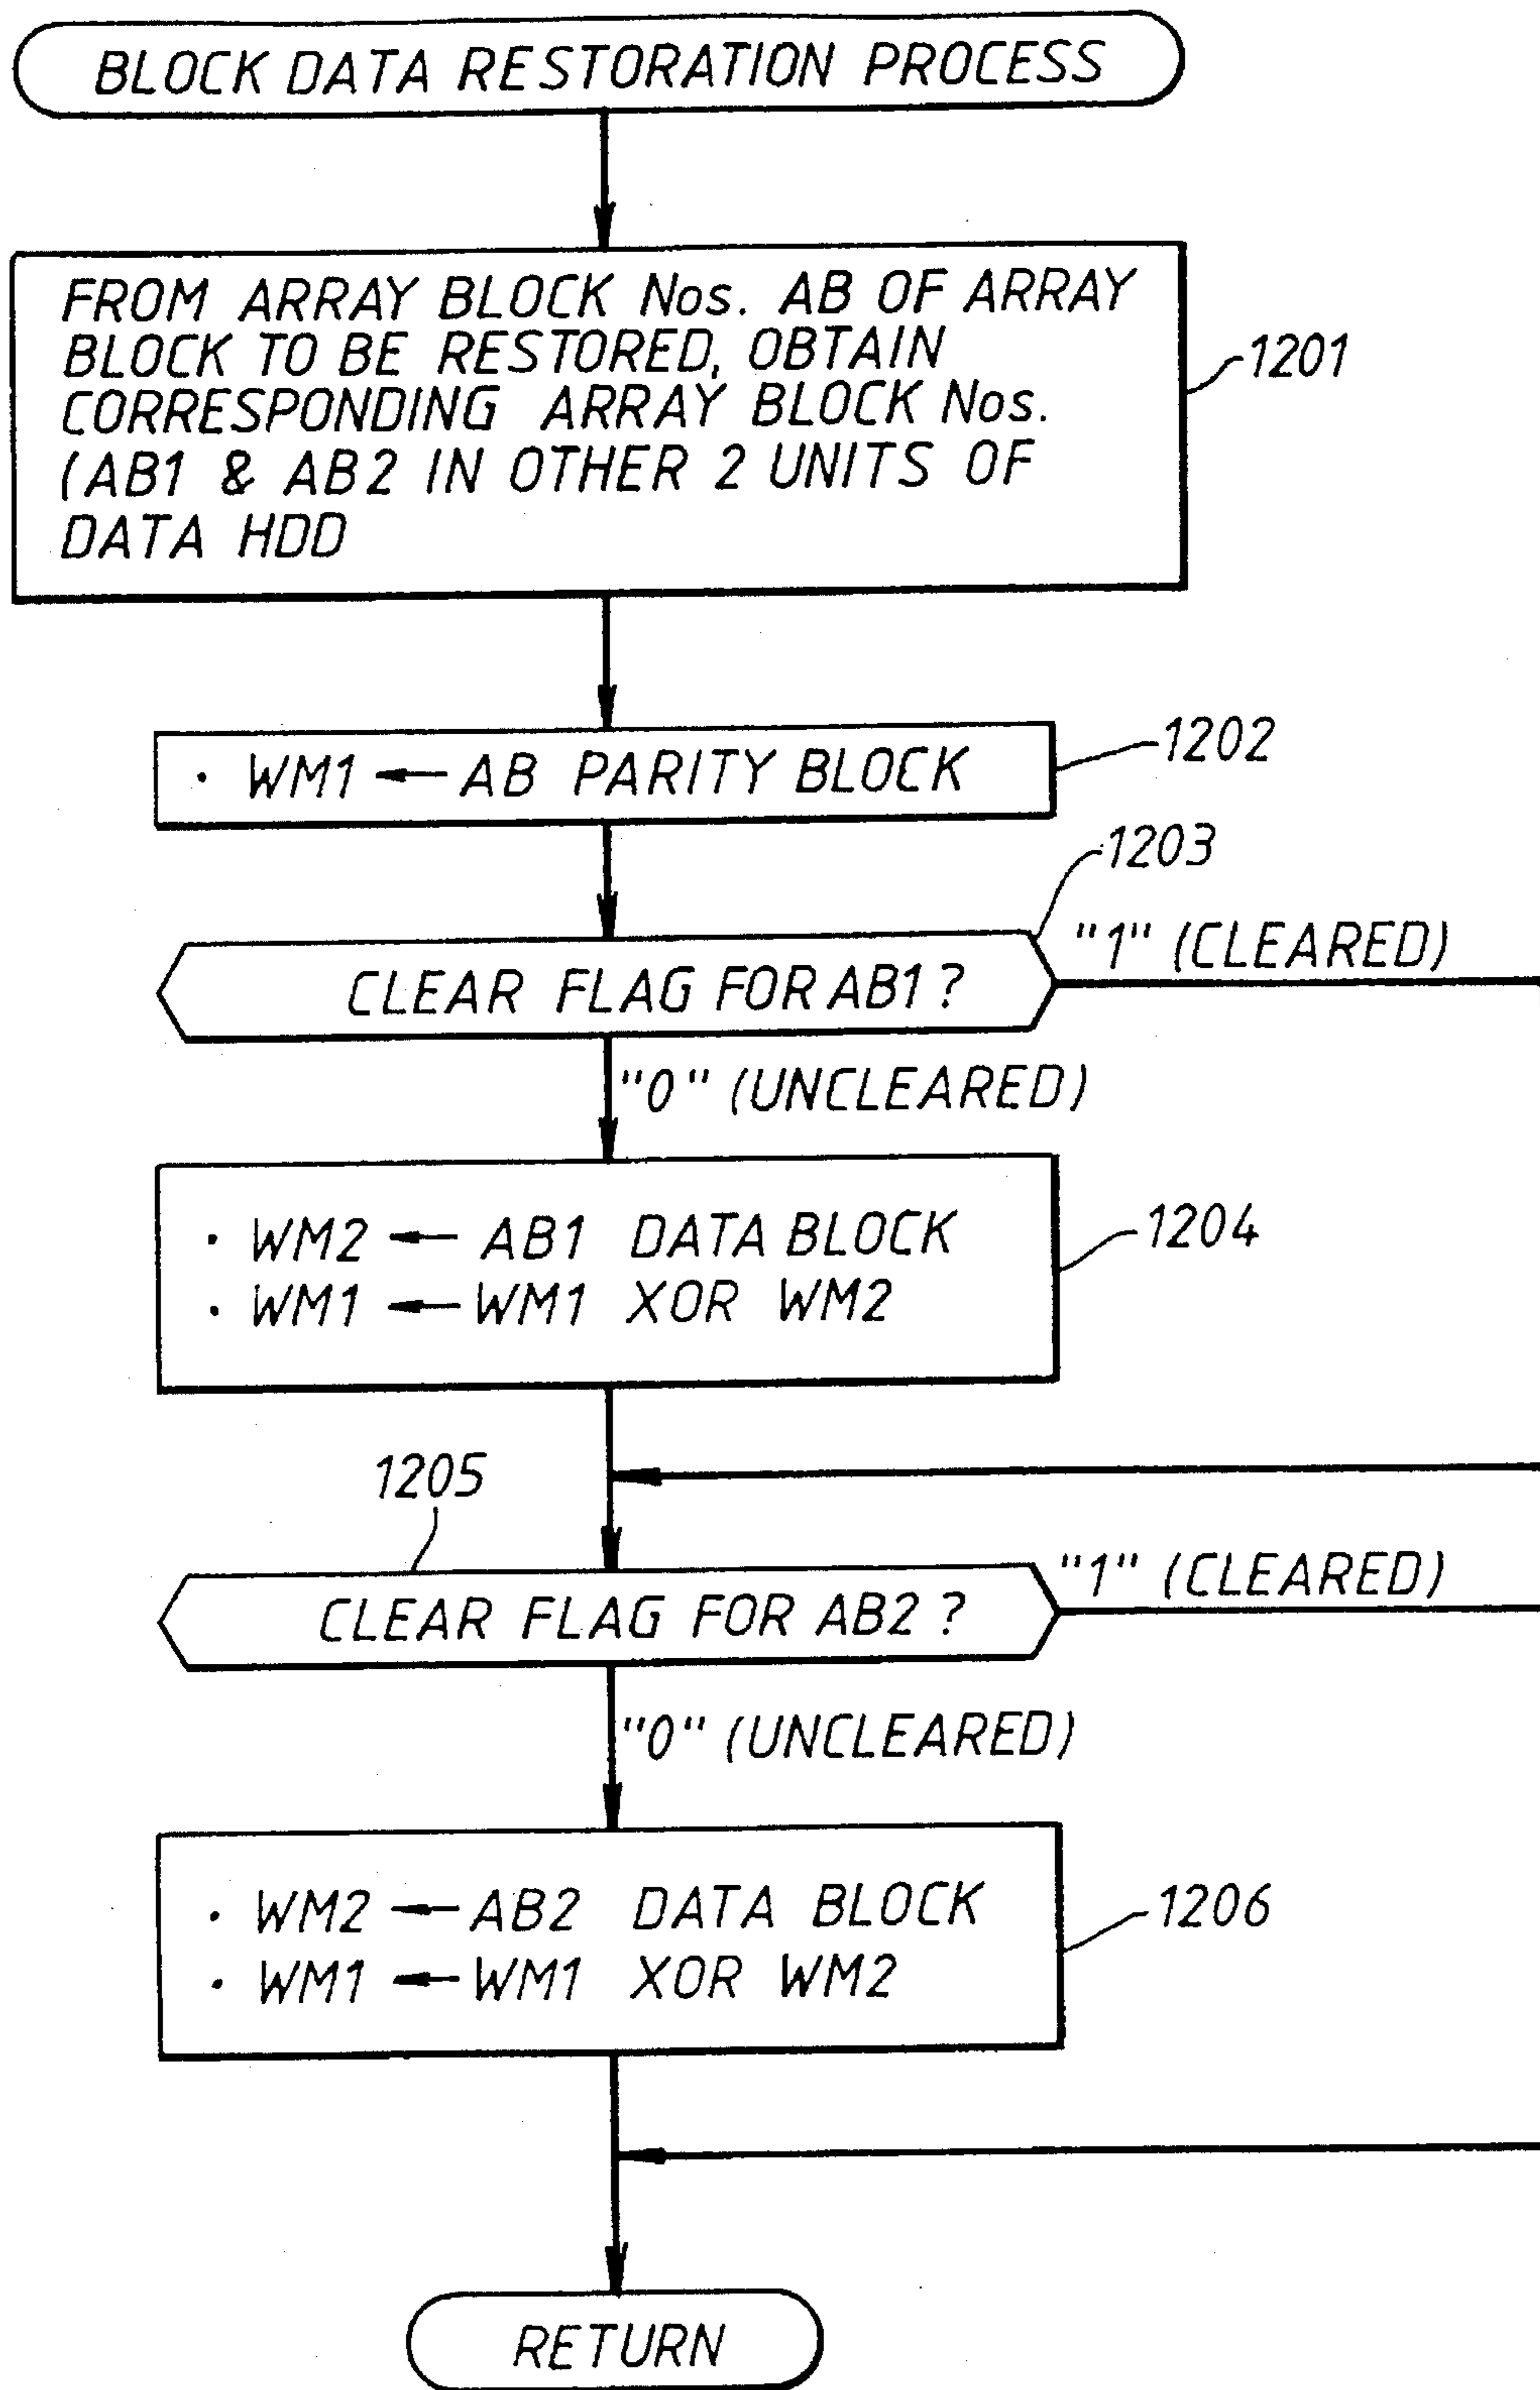 BLOCK DATA RESTORATION PROCESS
FROM ARRAY BLOCK Nos. AB OF ARRAY
BLOCK TO BE RESTORED, OBTAIN
CORRESPONDING ARRAY BLOCK Nos.
(AB1 & AB2 IN OTHER 2 UNITS OF
DATA HDD
1201
· WM1 ← AB PARITY BLOCK
1202
1203
CLEAR FLAG FOR AB1 ?
"1" (CLEARED)
"0" (UNCLEARED)
· WM2 ← AB1 DATA BLOCK
· WM1 ← WM1 XOR WM2
1204
1205
CLEAR FLAG FOR AB2 ?
"1" (CLEARED)
"0" (UNCLEARED)
· WM2 ← AB2 DATA BLOCK
· WM1 ← WM1 XOR WM2
1206
RETURN